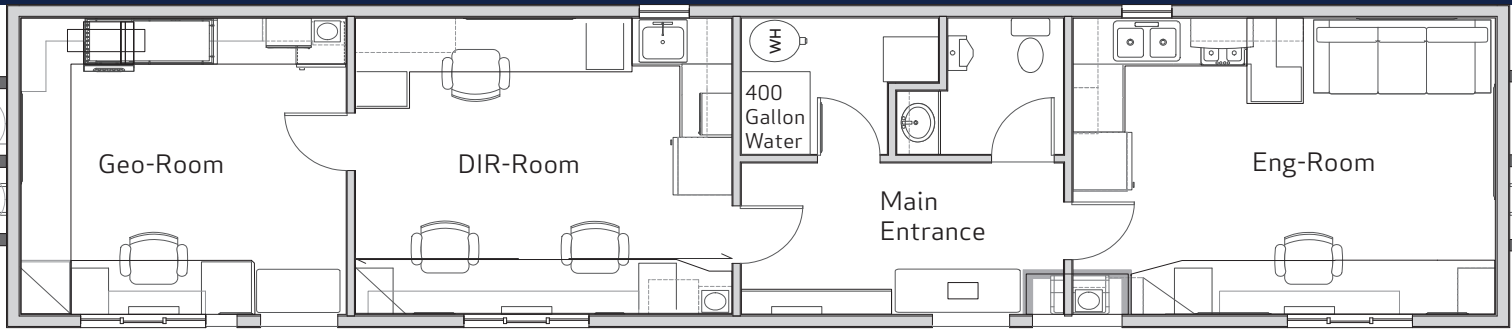 WH
400
Gallon
Water
Geo-Room
DIR-Room
Eng-Room
Main
Entrance